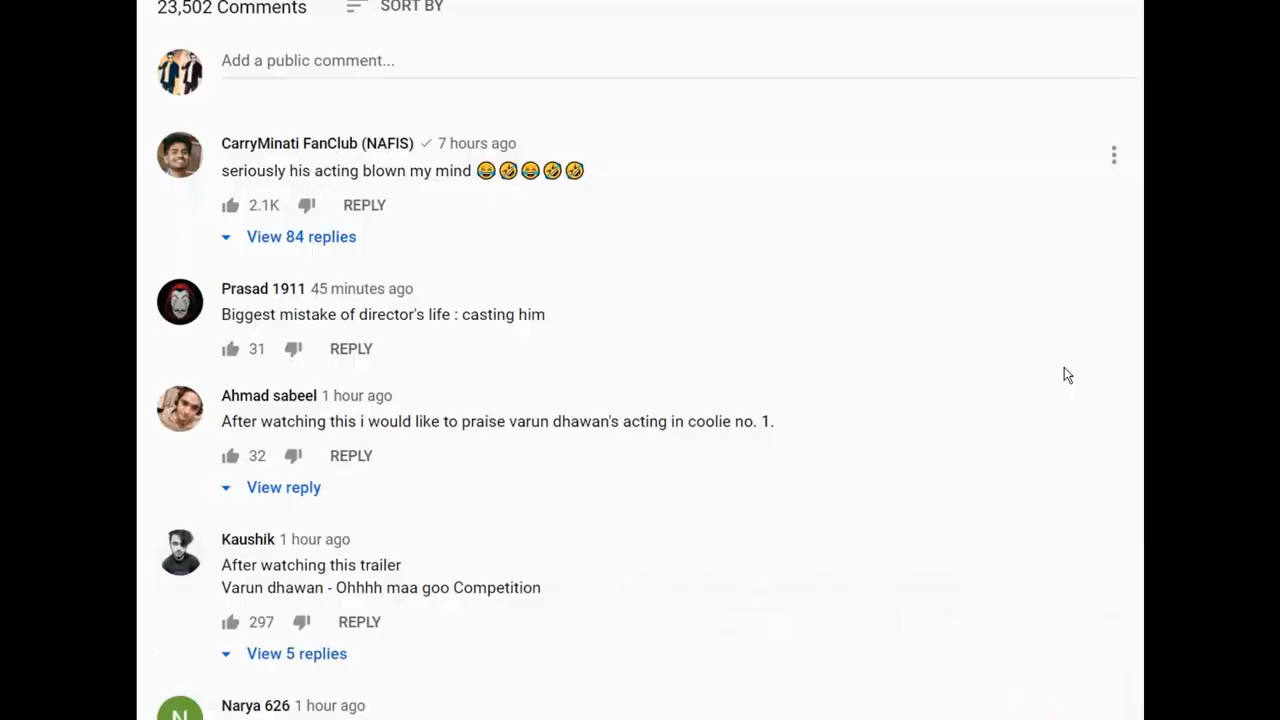 23,502 Comments SORT BY
Add a public comment...
CarryMinati FanClub (NAFIS) 7 hours ago
seriously his acting blown my mind 😂🤣😂🤣🤣
2.1K REPLY
View 84 replies
Prasad 1911 45 minutes ago
Biggest mistake of director's life : casting him
31 REPLY
Ahmad sabeel 1 hour ago
After watching this i would like to praise varun dhawan's acting in coolie no. 1.
32 REPLY
View reply
Kaushik 1 hour ago
After watching this trailer
Varun dhawan - Ohhhh maa goo Competition
297 REPLY
View 5 replies
Narya 626 1 hour ago
N